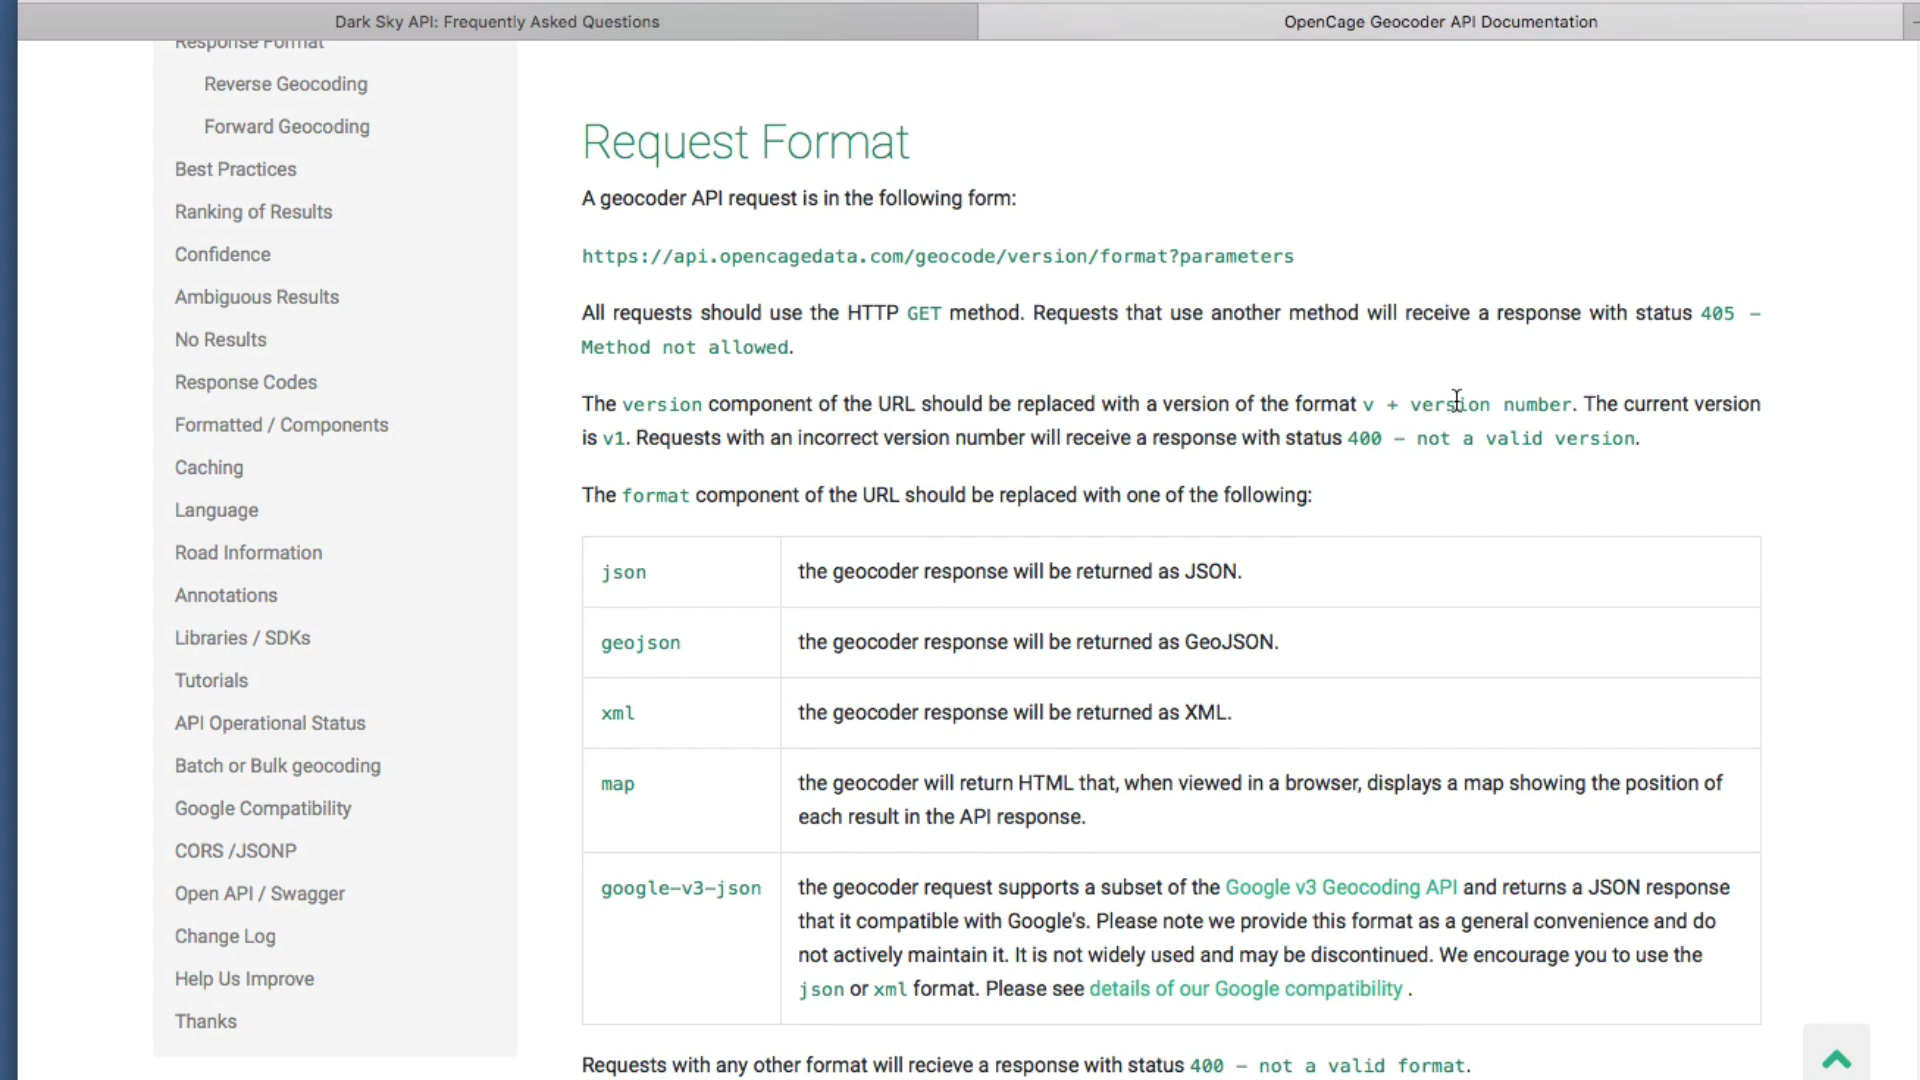 Dark Sky API: Frequently Asked Questions
OpenCage Geocoder API Documentation
Response Format
Reverse Geocoding
Forward Geocoding
Best Practices
Ranking of Results
Confidence
Ambiguous Results
No Results
Response Codes
Formatted / Components
Caching
Language
Road Information
Annotations
Libraries / SDKs
Tutorials
API Operational Status
Batch or Bulk geocoding
Google Compatibility
CORS /JSONP
Open API / Swagger
Change Log
Help Us Improve
Thanks
Request Format
A geocoder API request is in the following form:
https://api.opencagedata.com/geocode/version/format?parameters
All requests should use the HTTP GET method. Requests that use another method will receive a response with status 405 –
Method not allowed.
The version component of the URL should be replaced with a version of the format v + version number. The current version
is v1. Requests with an incorrect version number will receive a response with status 400 – not a valid version.
The format component of the URL should be replaced with one of the following:
json
the geocoder response will be returned as JSON.
geojson
the geocoder response will be returned as GeoJSON.
xml
the geocoder response will be returned as XML.
map
the geocoder will return HTML that, when viewed in a browser, displays a map showing the position of
each result in the API response.
google-v3-json
the geocoder request supports a subset of the Google v3 Geocoding API and returns a JSON response
that it compatible with Google's. Please note we provide this format as a general convenience and do
not actively maintain it. It is not widely used and may be discontinued. We encourage you to use the
json or xml format. Please see details of our Google compatibility .
Requests with any other format will recieve a response with status 400 – not a valid format.